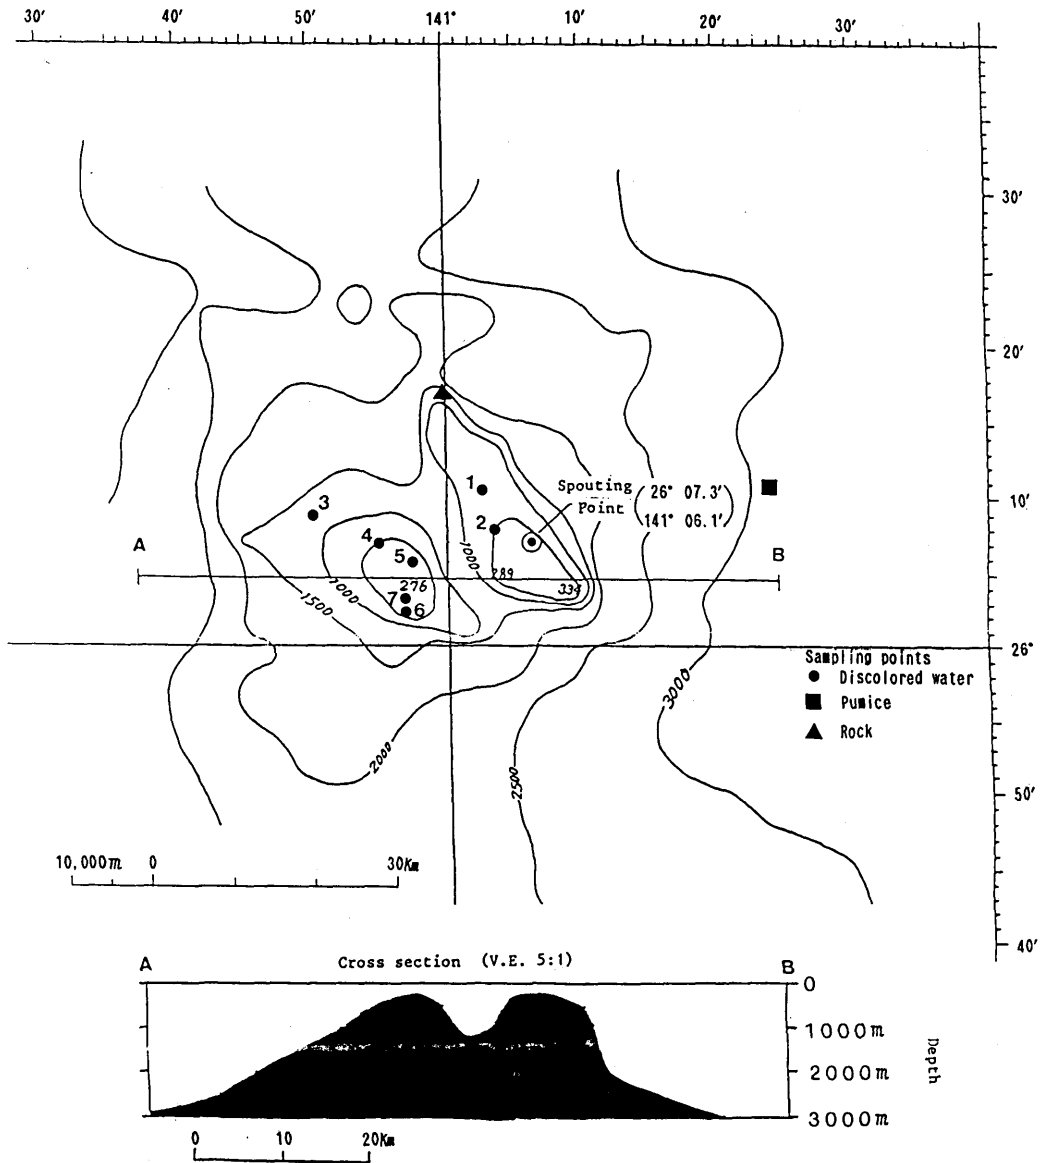 30′ 40′ 50′ 141° 10′ 20′ 30′
30′
20′
10′
26°
50′
40′
1
2
3
4
5
6
7
Spouting Point ( 26° 07.3′ 141° 06.1′ )
A
B
289
334
276
1000
1000
1500
2000
2500
3000
Sampling points
Discolored water
Pumice
Rock
10,000m 0 30Km
A Cross section (V.E. 5:1) B
0
1000m
2000m
3000m
Depth
0 10 20Km